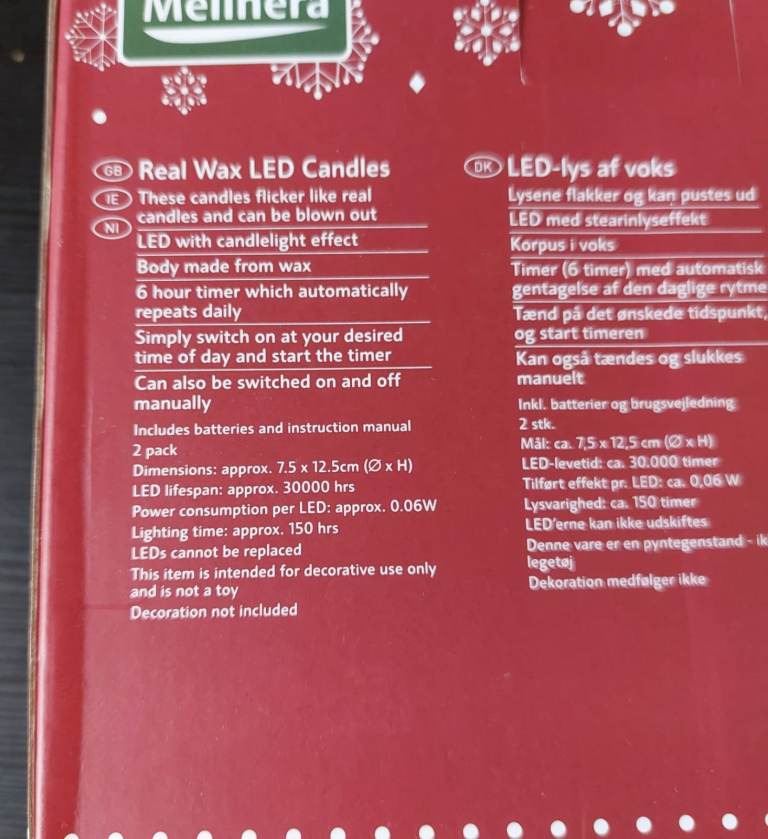 Melinera
GB Real Wax LED Candles
IE These candles flicker like real
NI candles and can be blown out
LED with candlelight effect
Body made from wax
6 hour timer which automatically
repeats daily
Simply switch on at your desired
time of day and start the timer
Can also be switched on and off
manually
Includes batteries and instruction manual
2 pack
Dimensions: approx. 7.5 x 12.5cm (Ø x H)
LED lifespan: approx. 30000 hrs
Power consumption per LED: approx. 0.06W
Lighting time: approx. 150 hrs
LEDs cannot be replaced
This item is intended for decorative use only
and is not a toy
Decoration not included
DK LED-lys af voks
Lysene flakker og kan pustes ud
LED med stearinlyseffekt
Korpus i voks
Timer (6 timer) med automatisk
gentagelse af den daglige rytme
Tænd på det ønskede tidspunkt,
og start timeren
Kan også tændes og slukkes
manuelt
Inkl. batterier og brugsvejledning
2 stk.
Mål: ca. 7,5 x 12,5 cm (Ø x H)
LED-levetid: ca. 30.000 timer
Tilført effekt pr. LED: ca. 0,06 W
Lysvarighed: ca. 150 timer
LED'erne kan ikke udskiftes
Denne vare er en pyntegenstand - ik
legetøj
Dekoration medfølger ikke